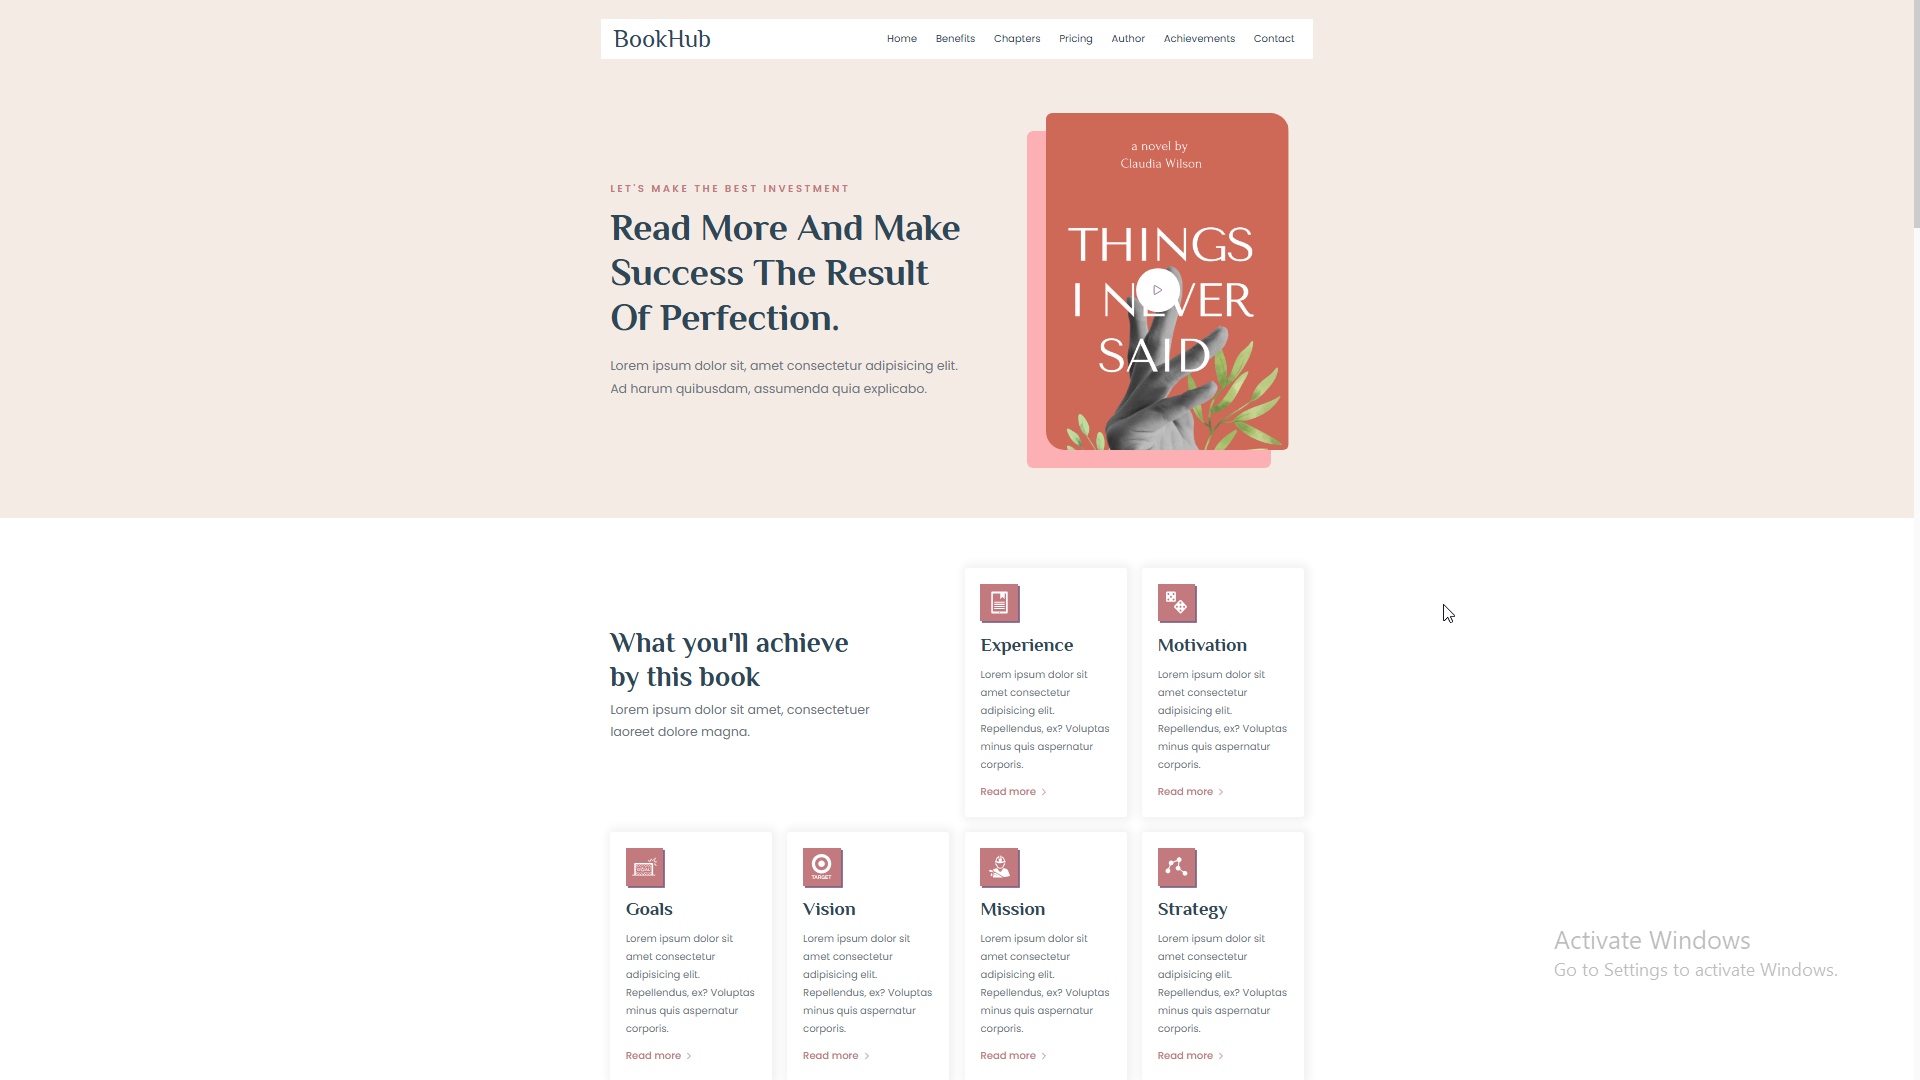 BookHub
Home Benefits Chapters Pricing Author Achievements Contact
LET'S MAKE THE BEST INVESTMENT
Read More And Make
Success The Result
Of Perfection.
Lorem ipsum dolor sit, amet consectetur adipisicing elit.
Ad harum quibusdam, assumenda quia explicabo.
a novel by
Claudia Wilson
THINGS
I NEVER
SAID
What you'll achieve
by this book
Lorem ipsum dolor sit amet, consectetuer
laoreet dolore magna.
Experience
Lorem ipsum dolor sit
amet consectetur
adipisicing elit.
Repellendus, ex? Voluptas
minus quis aspernatur
corporis.
Read more
Motivation
Lorem ipsum dolor sit
amet consectetur
adipisicing elit.
Repellendus, ex? Voluptas
minus quis aspernatur
corporis.
Read more
Goals
Lorem ipsum dolor sit
amet consectetur
adipisicing elit.
Repellendus, ex? Voluptas
minus quis aspernatur
corporis.
Read more
TARGET
Vision
Lorem ipsum dolor sit
amet consectetur
adipisicing elit.
Repellendus, ex? Voluptas
minus quis aspernatur
corporis.
Read more
Mission
Lorem ipsum dolor sit
amet consectetur
adipisicing elit.
Repellendus, ex? Voluptas
minus quis aspernatur
corporis.
Read more
Strategy
Lorem ipsum dolor sit
amet consectetur
adipisicing elit.
Repellendus, ex? Voluptas
minus quis aspernatur
corporis.
Read more
Activate Windows
Go to Settings to activate Windows.